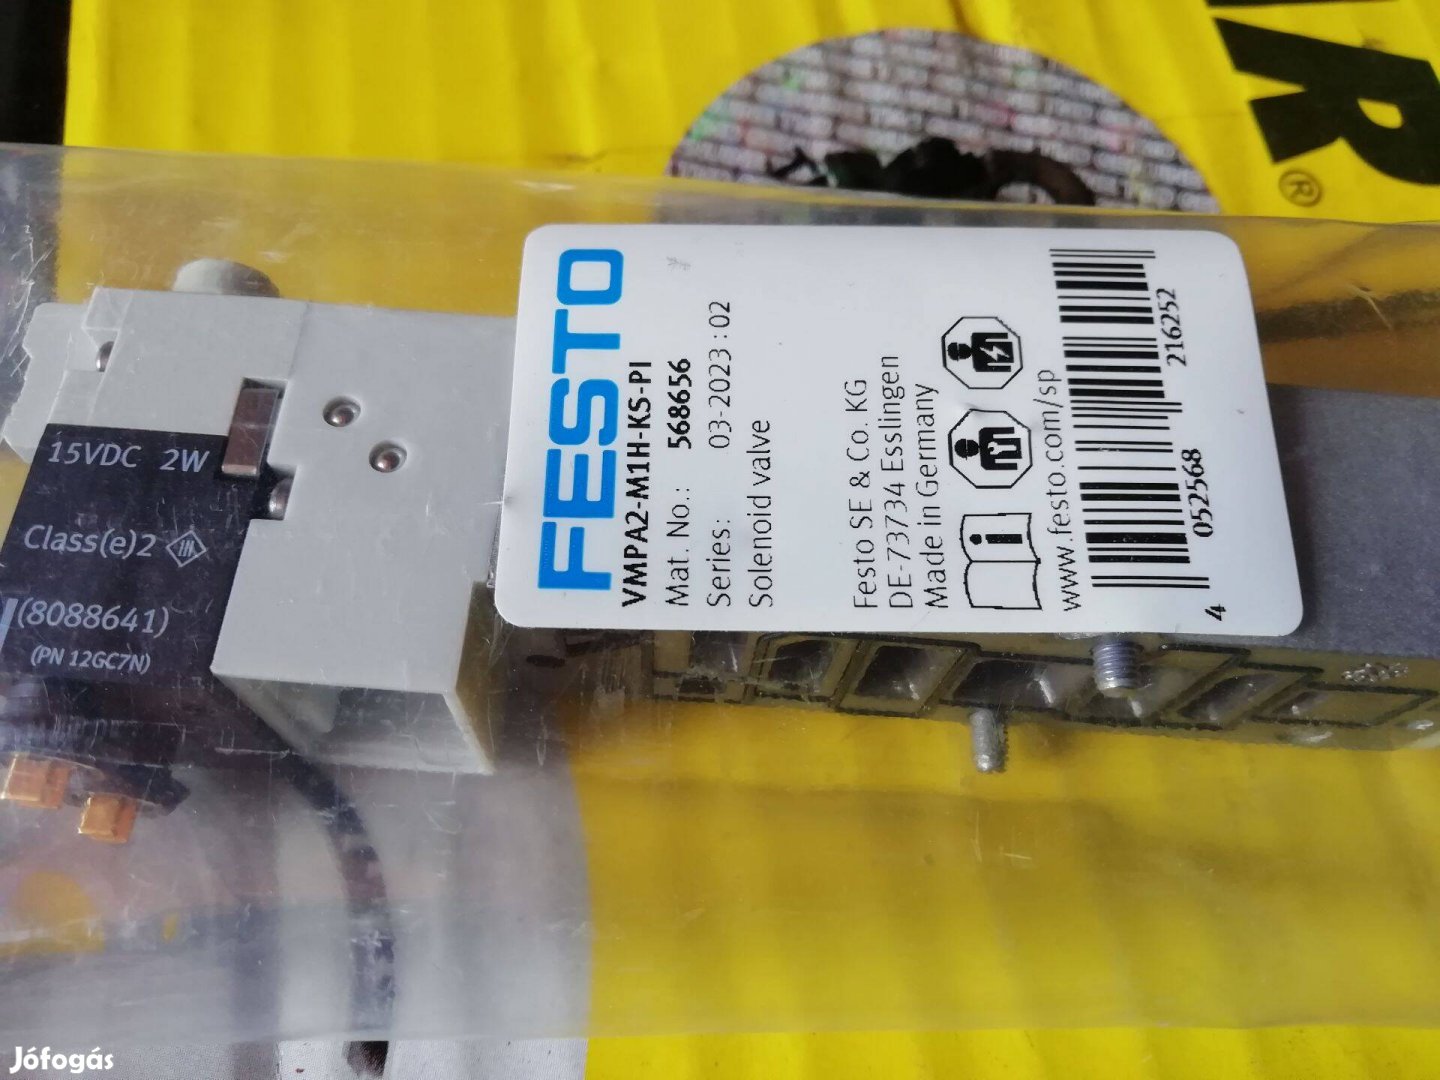 FESTO
VMPA2-M1H-KS-PI
Mat. No.: 568656
Series: 03-2023 : 02
Solenoid valve
Festo SE & Co. KG
DE-73734 Esslingen
Made in Germany
www.festo.com/sp
4 052568 216252
15VDC 2W
Class(e)2
(8088641)
(PN 12GC7N)
®
Jófogás